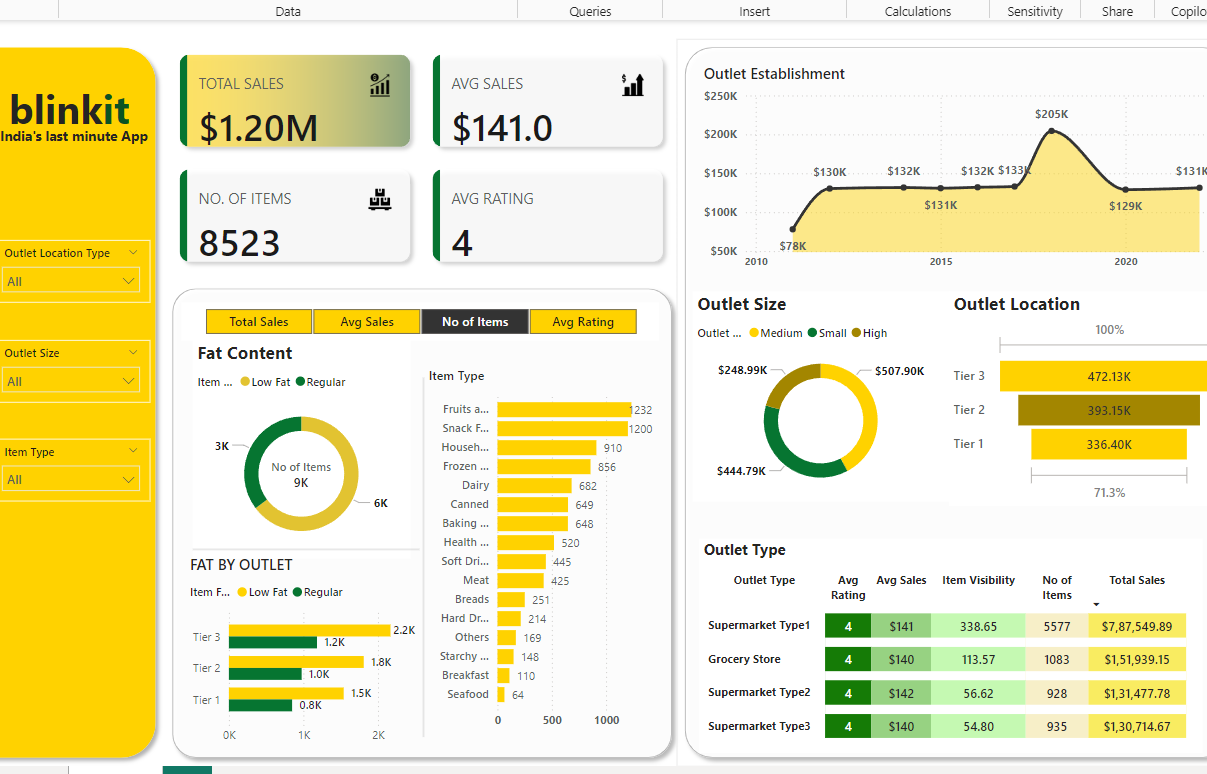 Data Queries Insert Calculations Sensitivity Share Copilo
blinkit
India's last minute App
Outlet Location Type
All
Outlet Size
All
Item Type
All
TOTAL SALES
$1.20M
AVG SALES
$141.0
NO. OF ITEMS
8523
AVG RATING
4
Total Sales Avg Sales No of Items Avg Rating
Fat Content
Item ... Low Fat Regular
3K
No of Items
9K
6K
FAT BY OUTLET
Item F... Low Fat Regular
Tier 3 2.2K
1.2K
Tier 2 1.8K
1.0K
Tier 1 1.5K
0.8K
0K 1K 2K
Item Type
Fruits a... 1232
Snack F... 1200
Househ... 910
Frozen ... 856
Dairy 682
Canned 649
Baking ... 648
Health ... 520
Soft Dri... 445
Meat 425
Breads 251
Hard Dr... 214
Others 169
Starchy ... 148
Breakfast 110
Seafood 64
0 500 1000
Outlet Establishment
$250K
$200K
$150K
$100K
$50K
$78K
$130K
$132K
$131K
$132K
$133K
$205K
$129K
$131K
2010 2015 2020
Outlet Size
Outlet ... Medium Small High
$248.99K
$507.90K
$444.79K
Outlet Location
100%
Tier 3 472.13K
Tier 2 393.15K
Tier 1 336.40K
71.3%
Outlet Type
Outlet Type Avg Rating Avg Sales Item Visibility No of Items Total Sales
Supermarket Type1 4 $141 338.65 5577 $7,87,549.89
Grocery Store 4 $140 113.57 1083 $1,51,939.15
Supermarket Type2 4 $142 56.62 928 $1,31,477.78
Supermarket Type3 4 $140 54.80 935 $1,30,714.67